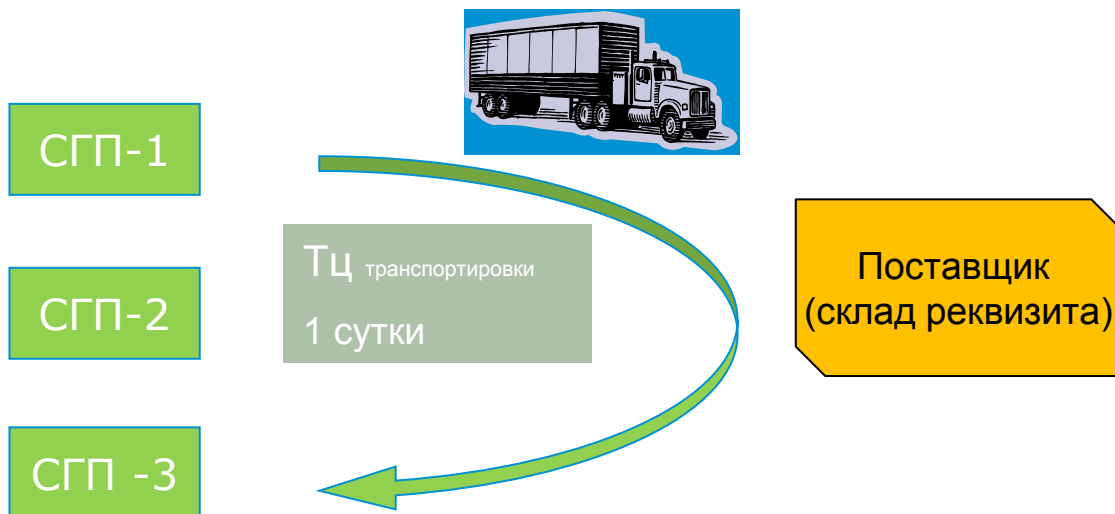 СГП-1
СГП-2
СГП -3
Тц транспортировки
1 сутки
Поставщик
(склад реквизита)